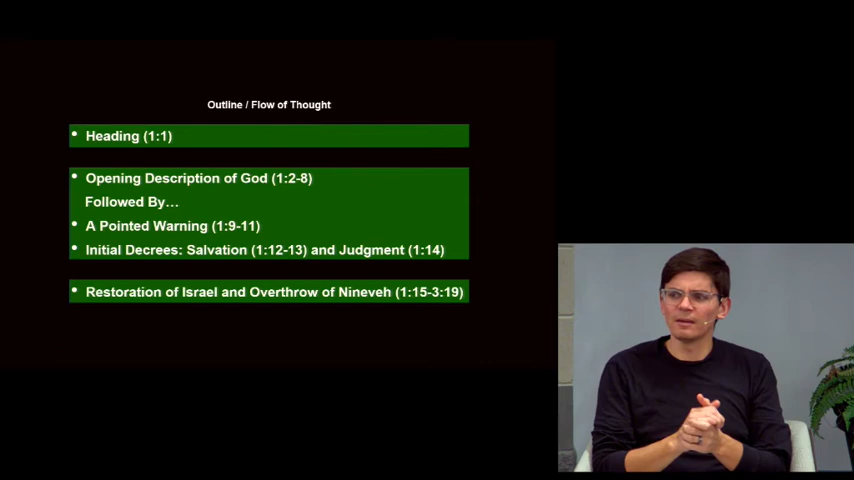 Outline / Flow of Thought
• Heading (1:1)
• Opening Description of God (1:2-8)
Followed By…
• A Pointed Warning (1:9-11)
• Initial Decrees: Salvation (1:12-13) and Judgment (1:14)
• Restoration of Israel and Overthrow of Nineveh (1:15-3:19)